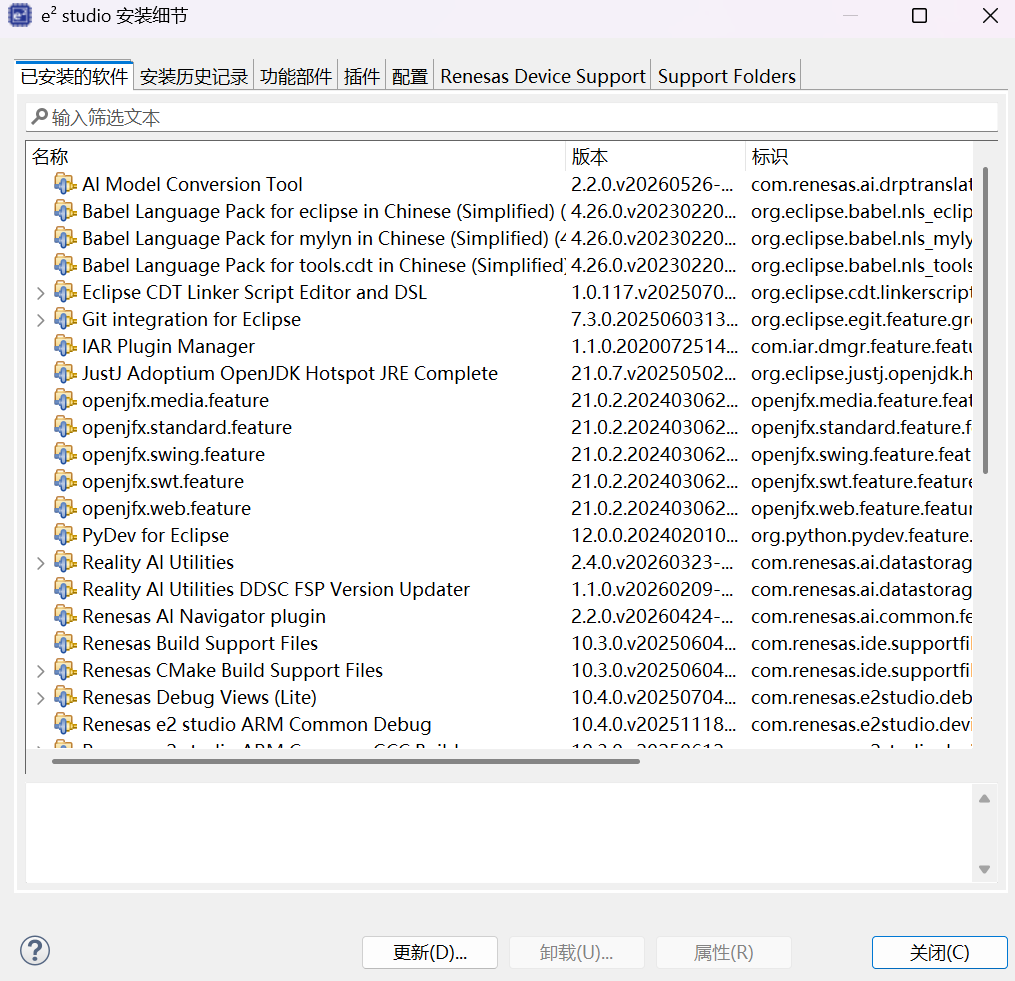 e² studio 安装细节
已安装的软件 安装历史记录 功能部件 插件 配置 Renesas Device Support Support Folders
输入筛选文本
名称 版本 标识
AI Model Conversion Tool 2.2.0.v20260526-... com.renesas.ai.drptranslat
Babel Language Pack for eclipse in Chinese (Simplified) ( 4.26.0.v20230220... org.eclipse.babel.nls_eclip
Babel Language Pack for mylyn in Chinese (Simplified) (4 4.26.0.v20230220... org.eclipse.babel.nls_myly
Babel Language Pack for tools.cdt in Chinese (Simplified) 4.26.0.v20230220... org.eclipse.babel.nls_tools
Eclipse CDT Linker Script Editor and DSL 1.0.117.v2025070... org.eclipse.cdt.linkerscript
Git integration for Eclipse 7.3.0.2025060313... org.eclipse.egit.feature.gr
IAR Plugin Manager 1.1.0.2020072514... com.iar.dmgr.feature.featu
JustJ Adoptium OpenJDK Hotspot JRE Complete 21.0.7.v20250502... org.eclipse.justj.openjdk.h
openjfx.media.feature 21.0.2.202403062... openjfx.media.feature.feat
openjfx.standard.feature 21.0.2.202403062... openjfx.standard.feature.f
openjfx.swing.feature 21.0.2.202403062... openjfx.swing.feature.feat
openjfx.swt.feature 21.0.2.202403062... openjfx.swt.feature.feature
openjfx.web.feature 21.0.2.202403062... openjfx.web.feature.featur
PyDev for Eclipse 12.0.0.202402010... org.python.pydev.feature.
Reality AI Utilities 2.4.0.v20260323-... com.renesas.ai.datastorag
Reality AI Utilities DDSC FSP Version Updater 1.1.0.v20260209-... com.renesas.ai.datastorag
Renesas AI Navigator plugin 2.2.0.v20260424-... com.renesas.ai.common.fe
Renesas Build Support Files 10.3.0.v20250604... com.renesas.ide.supportfi
Renesas CMake Build Support Files 10.3.0.v20250604... com.renesas.ide.supportfil
Renesas Debug Views (Lite) 10.4.0.v20250704... com.renesas.e2studio.deb
Renesas e2 studio ARM Common Debug 10.4.0.v20251118... com.renesas.e2studio.devi
更新(D)... 卸载(U)... 属性(R) 关闭(C)